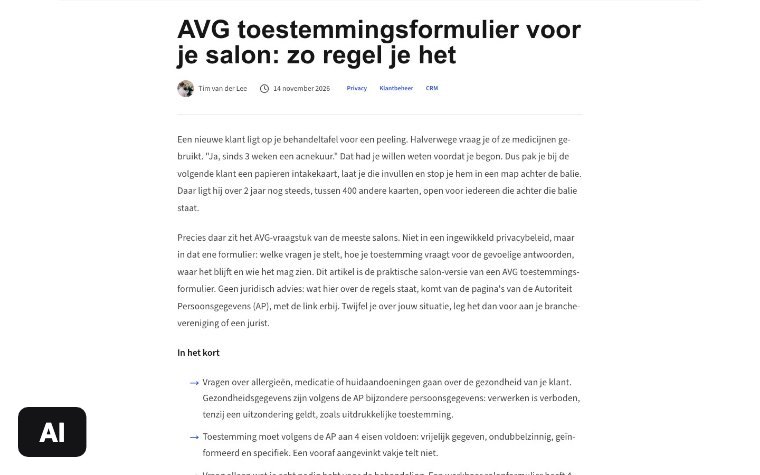 AVG toestemmingsformulier voor
je salon: zo regel je het
Tim van der Lee 14 november 2026 Privacy Klantbeheer CRM
Een nieuwe klant ligt op je behandeltafel voor een peeling. Halverwege vraag je of ze medicijnen ge-
bruikt. "Ja, sinds 3 weken een acnekuur." Dat had je willen weten voordat je begon. Dus pak je bij de
volgende klant een papieren intakekaart, laat je die invullen en stop je hem in een map achter de balie.
Daar ligt hij over 2 jaar nog steeds, tussen 400 andere kaarten, open voor iedereen die achter die balie
staat.
Precies daar zit het AVG-vraagstuk van de meeste salons. Niet in een ingewikkeld privacybeleid, maar
in dat ene formulier: welke vragen je stelt, hoe je toestemming vraagt voor de gevoelige antwoorden,
waar het blijft en wie het mag zien. Dit artikel is de praktische salon-versie van een AVG toestemmings-
formulier. Geen juridisch advies: wat hier over de regels staat, komt van de pagina's van de Autoriteit
Persoonsgegevens (AP), met de link erbij. Twijfel je over jouw situatie, leg het dan voor aan je branche-
vereniging of een jurist.
In het kort
→ Vragen over allergieën, medicatie of huidaandoeningen gaan over de gezondheid van je klant.
Gezondheidsgegevens zijn volgens de AP bijzondere persoonsgegevens: verwerken is verboden,
tenzij een uitzondering geldt, zoals uitdrukkelijke toestemming.
→ Toestemming moet volgens de AP aan 4 eisen voldoen: vrijelijk gegeven, ondubbelzinnig, geïn-
formeerd en specifiek. Een vooraf aangevinkt vakje telt niet.
AI